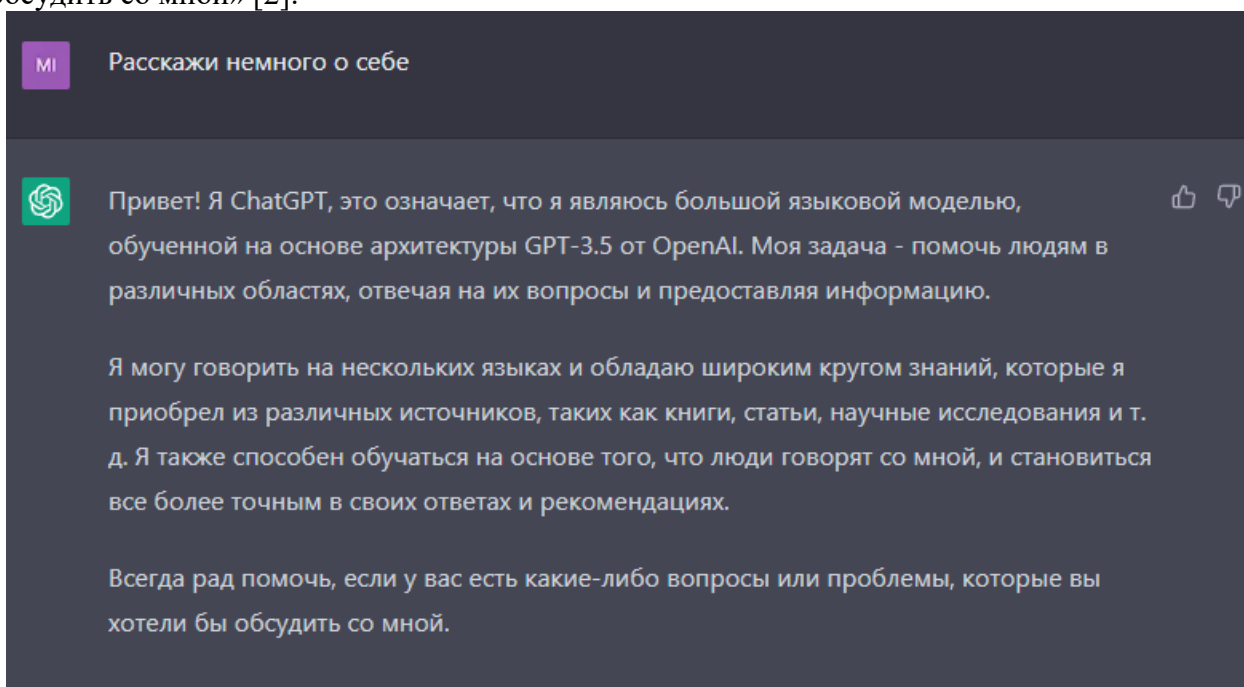 обсудить со мной» [2].
MI
Расскажи немного о себе
Привет! Я ChatGPT, это означает, что я являюсь большой языковой моделью,
обученной на основе архитектуры GPT-3.5 от OpenAI. Моя задача - помочь людям в
различных областях, отвечая на их вопросы и предоставляя информацию.
Я могу говорить на нескольких языках и обладаю широким кругом знаний, которые я
приобрел из различных источников, таких как книги, статьи, научные исследования и т.
д. Я также способен обучаться на основе того, что люди говорят со мной, и становиться
все более точным в своих ответах и рекомендациях.
Всегда рад помочь, если у вас есть какие-либо вопросы или проблемы, которые вы
хотели бы обсудить со мной.